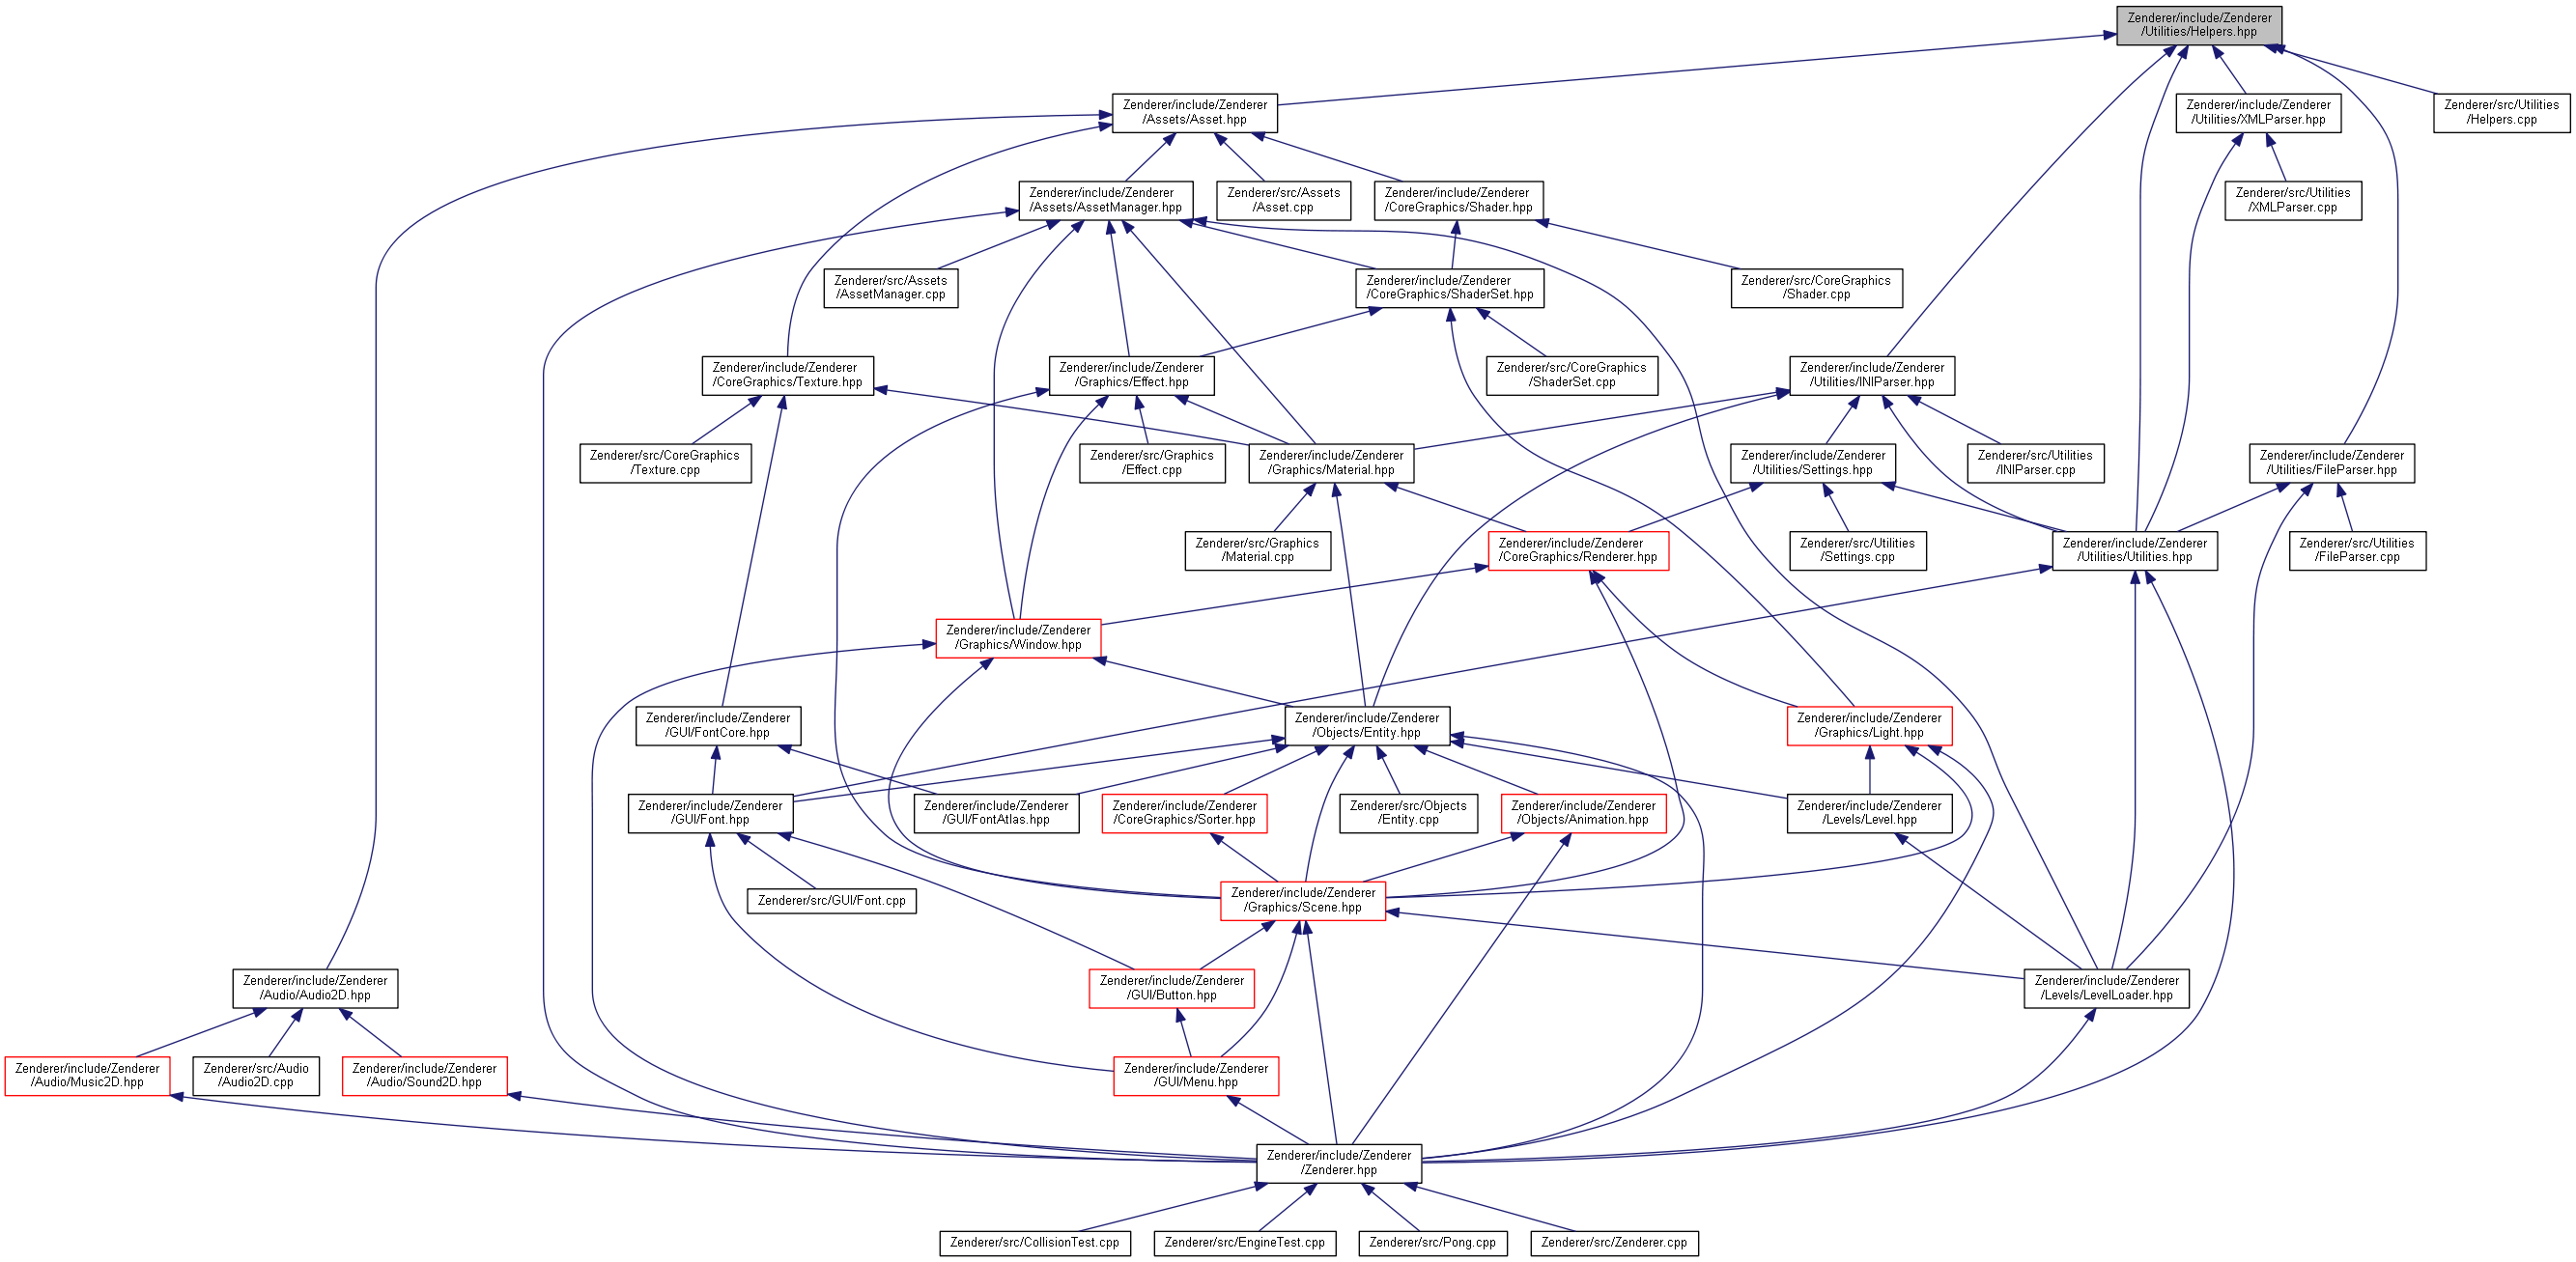 Zenderer/include/Zenderer
/Utilities/Helpers.hpp
Zenderer/include/Zenderer
/Assets/Asset.hpp
Zenderer/include/Zenderer
/Utilities/XMLParser.hpp
Zenderer/src/Utilities
/Helpers.cpp
Zenderer/include/Zenderer
/Assets/AssetManager.hpp
Zenderer/src/Assets
/Asset.cpp
Zenderer/include/Zenderer
/CoreGraphics/Shader.hpp
Zenderer/src/Utilities
/XMLParser.cpp
Zenderer/src/Assets
/AssetManager.cpp
Zenderer/include/Zenderer
/CoreGraphics/ShaderSet.hpp
Zenderer/src/CoreGraphics
/Shader.cpp
Zenderer/include/Zenderer
/CoreGraphics/Texture.hpp
Zenderer/include/Zenderer
/Graphics/Effect.hpp
Zenderer/src/CoreGraphics
/ShaderSet.cpp
Zenderer/include/Zenderer
/Utilities/INIParser.hpp
Zenderer/src/CoreGraphics
/Texture.cpp
Zenderer/src/Graphics
/Effect.cpp
Zenderer/include/Zenderer
/Graphics/Material.hpp
Zenderer/include/Zenderer
/Utilities/Settings.hpp
Zenderer/src/Utilities
/INIParser.cpp
Zenderer/include/Zenderer
/Utilities/FileParser.hpp
Zenderer/src/Graphics
/Material.cpp
Zenderer/include/Zenderer
/CoreGraphics/Renderer.hpp
Zenderer/src/Utilities
/Settings.cpp
Zenderer/include/Zenderer
/Utilities/Utilities.hpp
Zenderer/src/Utilities
/FileParser.cpp
Zenderer/include/Zenderer
/Graphics/Window.hpp
Zenderer/include/Zenderer
/GUI/FontCore.hpp
Zenderer/include/Zenderer
/Objects/Entity.hpp
Zenderer/include/Zenderer
/Graphics/Light.hpp
Zenderer/include/Zenderer
/GUI/Font.hpp
Zenderer/include/Zenderer
/GUI/FontAtlas.hpp
Zenderer/include/Zenderer
/CoreGraphics/Sorter.hpp
Zenderer/src/Objects
/Entity.cpp
Zenderer/include/Zenderer
/Objects/Animation.hpp
Zenderer/include/Zenderer
/Levels/Level.hpp
Zenderer/src/GUI/Font.cpp
Zenderer/include/Zenderer
/Graphics/Scene.hpp
Zenderer/include/Zenderer
/Audio/Audio2D.hpp
Zenderer/include/Zenderer
/GUI/Button.hpp
Zenderer/include/Zenderer
/Levels/LevelLoader.hpp
Zenderer/include/Zenderer
/Audio/Music2D.hpp
Zenderer/src/Audio
/Audio2D.cpp
Zenderer/include/Zenderer
/Audio/Sound2D.hpp
Zenderer/include/Zenderer
/GUI/Menu.hpp
Zenderer/include/Zenderer
/Zenderer.hpp
Zenderer/src/CollisionTest.cpp
Zenderer/src/EngineTest.cpp
Zenderer/src/Pong.cpp
Zenderer/src/Zenderer.cpp